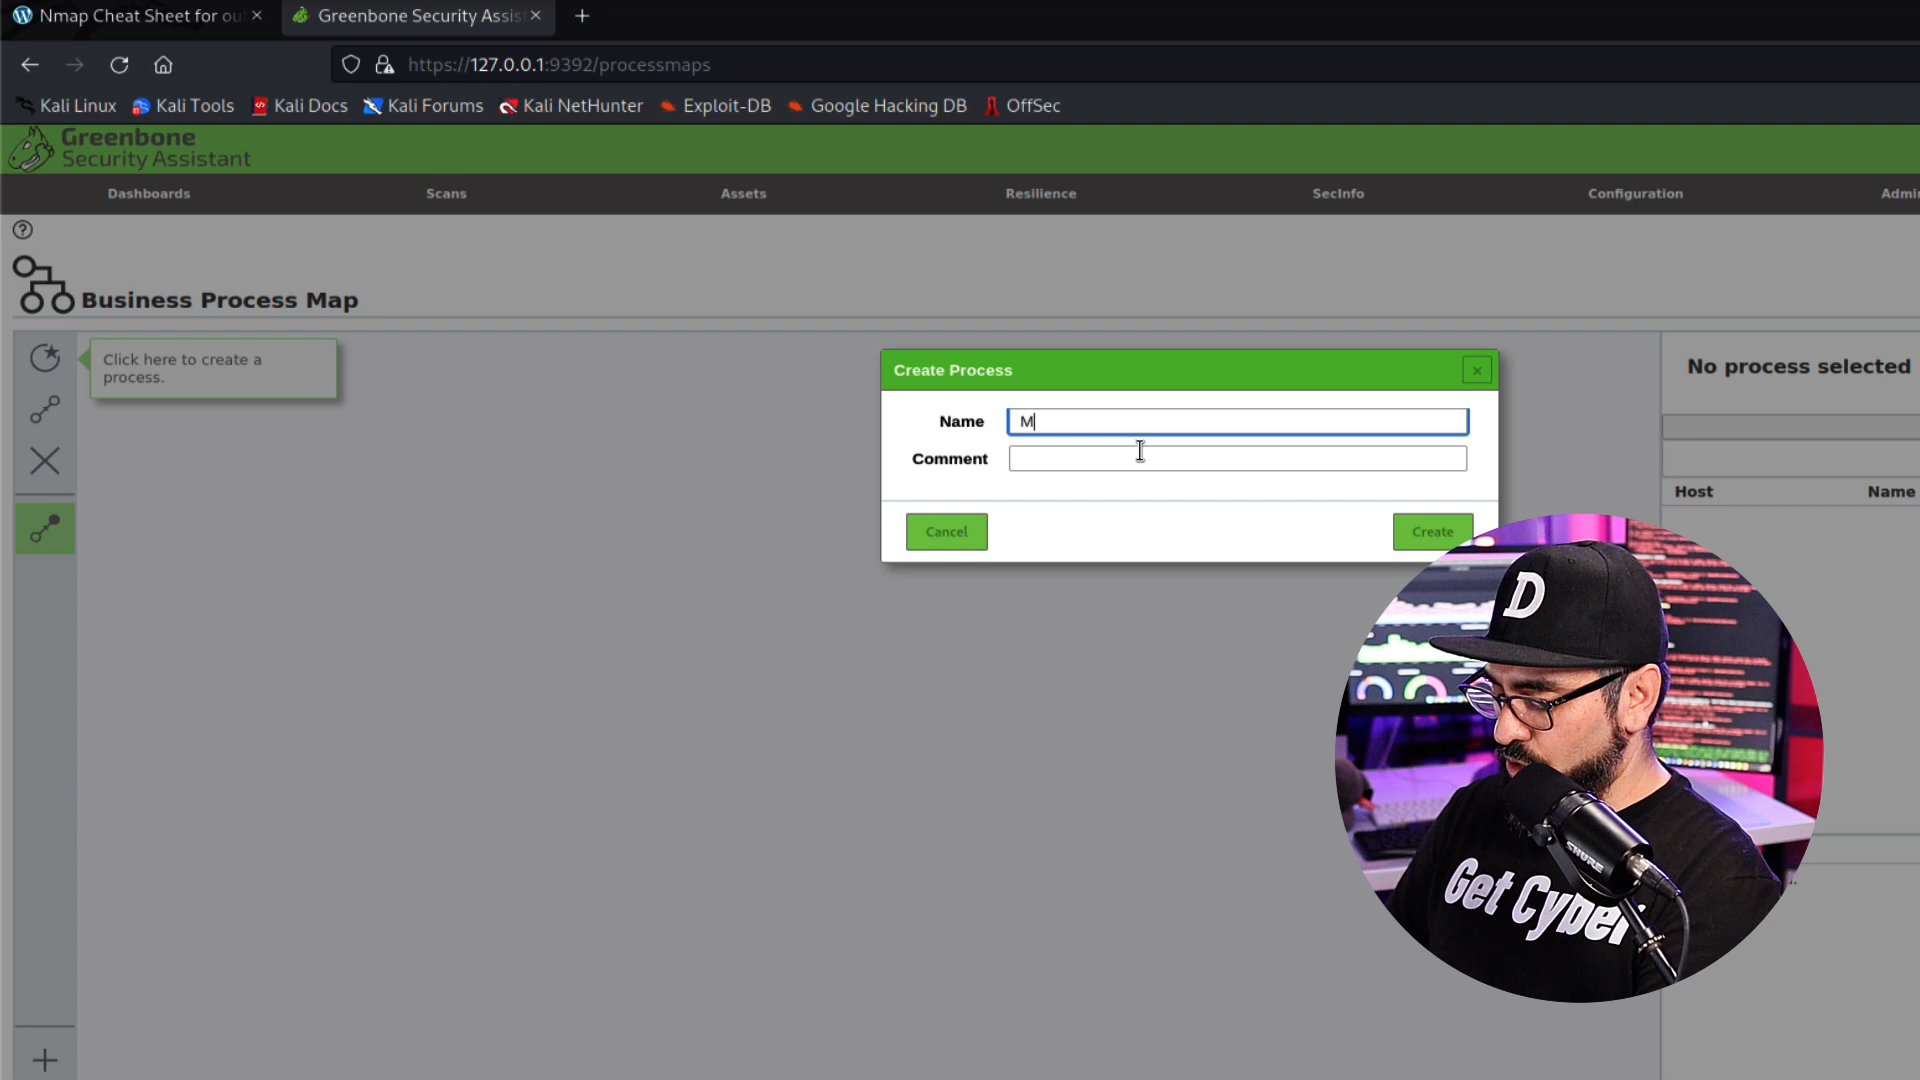 Nmap Cheat Sheet for ou
Greenbone Security Assis
https://127.0.0.1:9392/processmaps
Kali Linux
Kali Tools
Kali Docs
Kali Forums
Kali NetHunter
Exploit-DB
Google Hacking DB
OffSec
Greenbone
Security Assistant
Dashboards
Scans
Assets
Resilience
SecInfo
Configuration
Admi
?
Business Process Map
Click here to create a
process.
No process selected
Create Process
Name
M
Comment
Host
Name
Cancel
Create
D
SHURE
Get Cyber